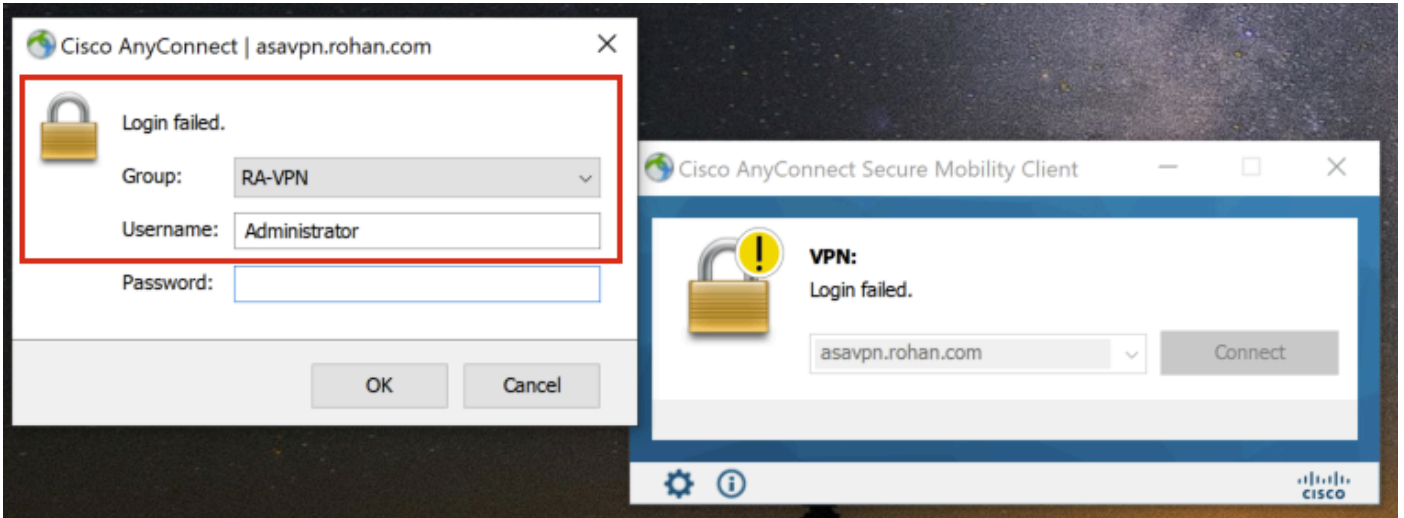 Cisco AnyConnect | asavpn.rohan.com
Login failed.
Group: RA-VPN
Username: Administrator
Password:
OK Cancel
Cisco AnyConnect Secure Mobility Client
VPN:
Login failed.
asavpn.rohan.com Connect
CISCO